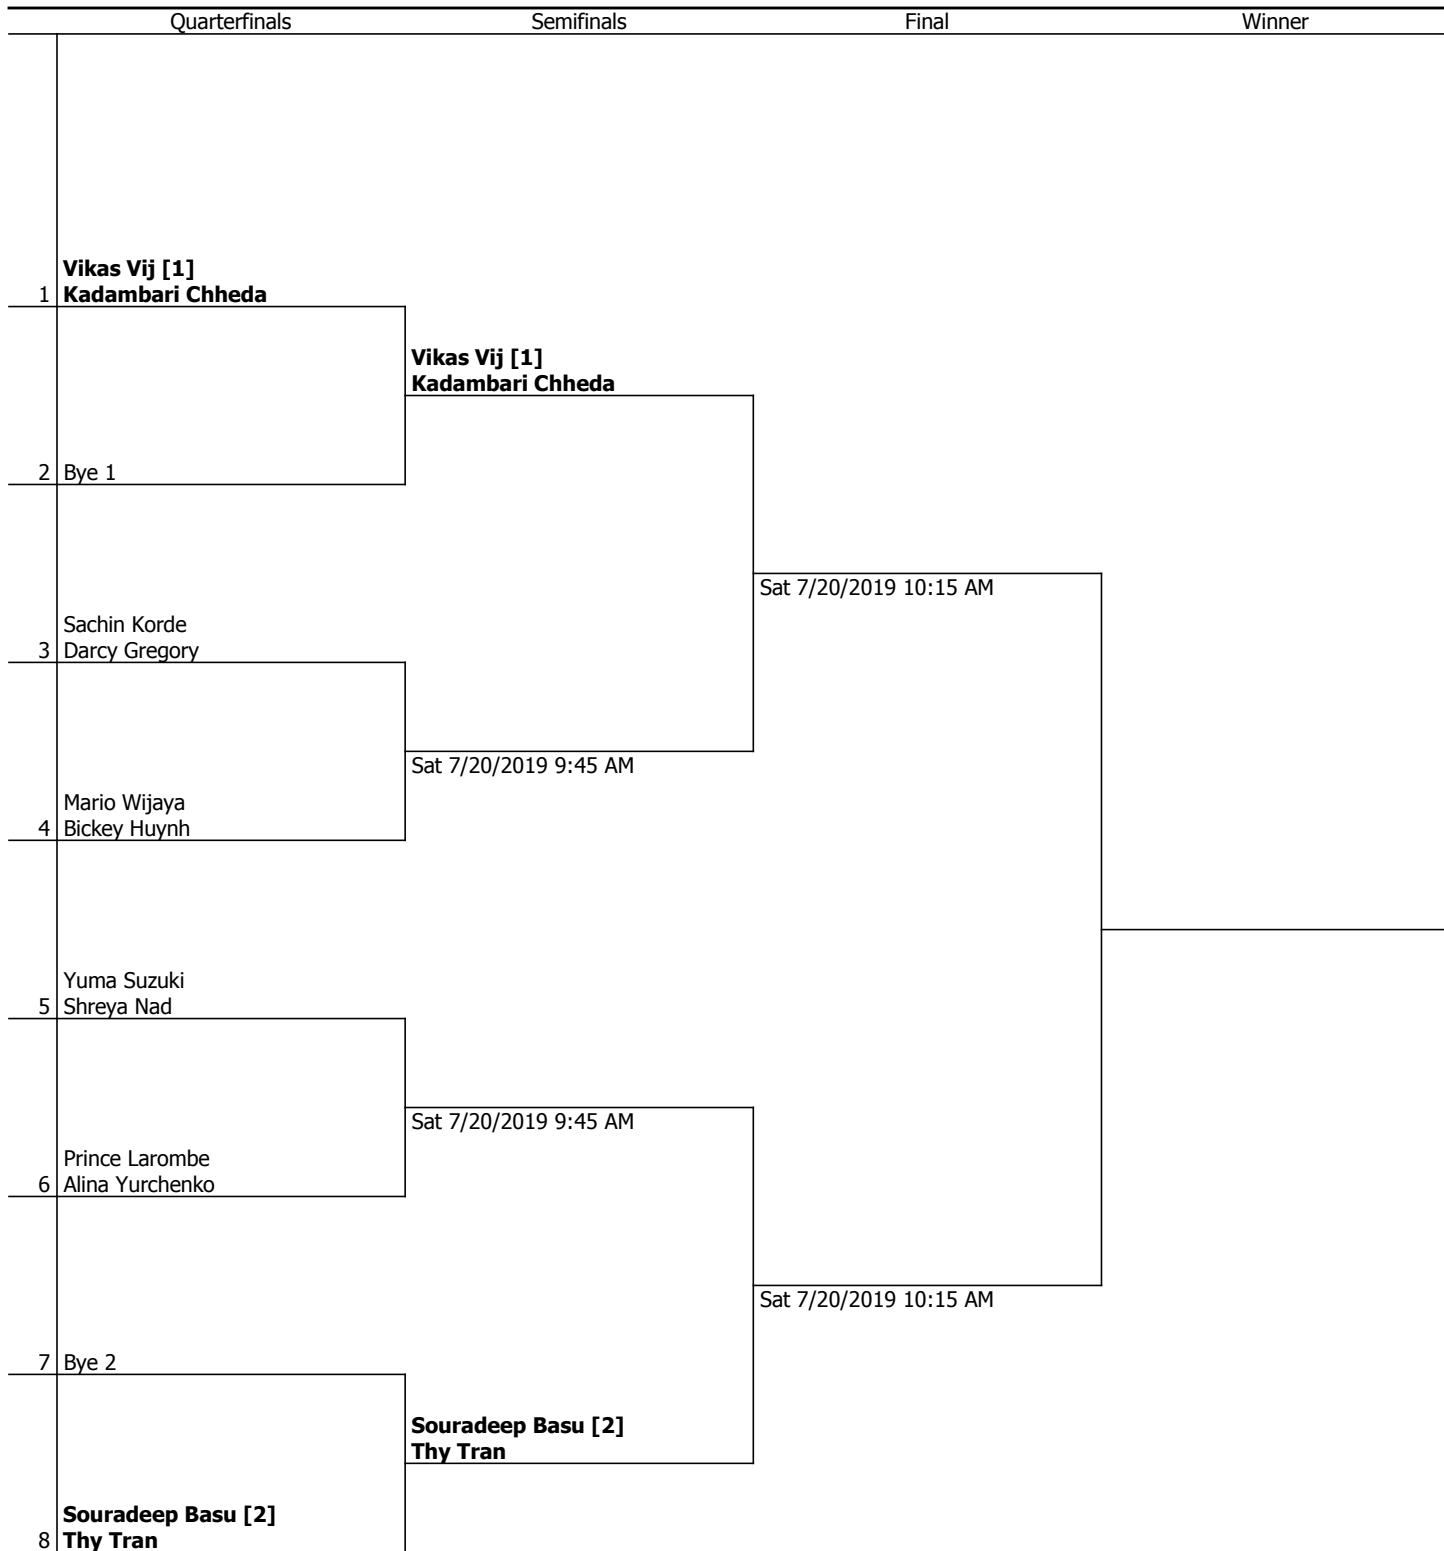 Quarterfinals Semifinals Final Winner
Vikas Vij [1]
1 Kadambari Chheda
Vikas Vij [1]
Kadambari Chheda
2 Bye 1
Sat 7/20/2019 10:15 AM
Sachin Korde
3 Darcy Gregory
Sat 7/20/2019 9:45 AM
Mario Wijaya
4 Bickey Huynh
Yuma Suzuki
5 Shreya Nad
Sat 7/20/2019 9:45 AM
Prince Larombe
6 Alina Yurchenko
Sat 7/20/2019 10:15 AM
7 Bye 2
Souradeep Basu [2]
Thy Tran
Souradeep Basu [2]
8 Thy Tran